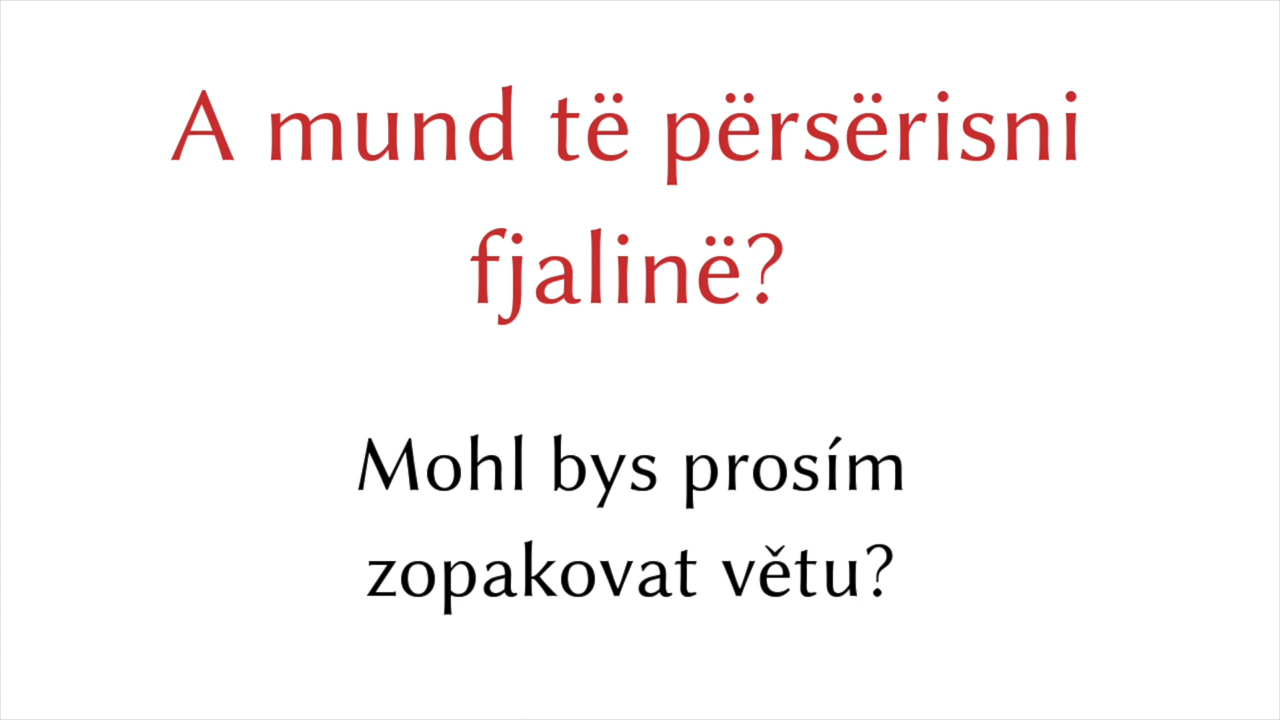 A mund të përsërisni
fjalinë?
Mohl bys prosím
zopakovat větu?